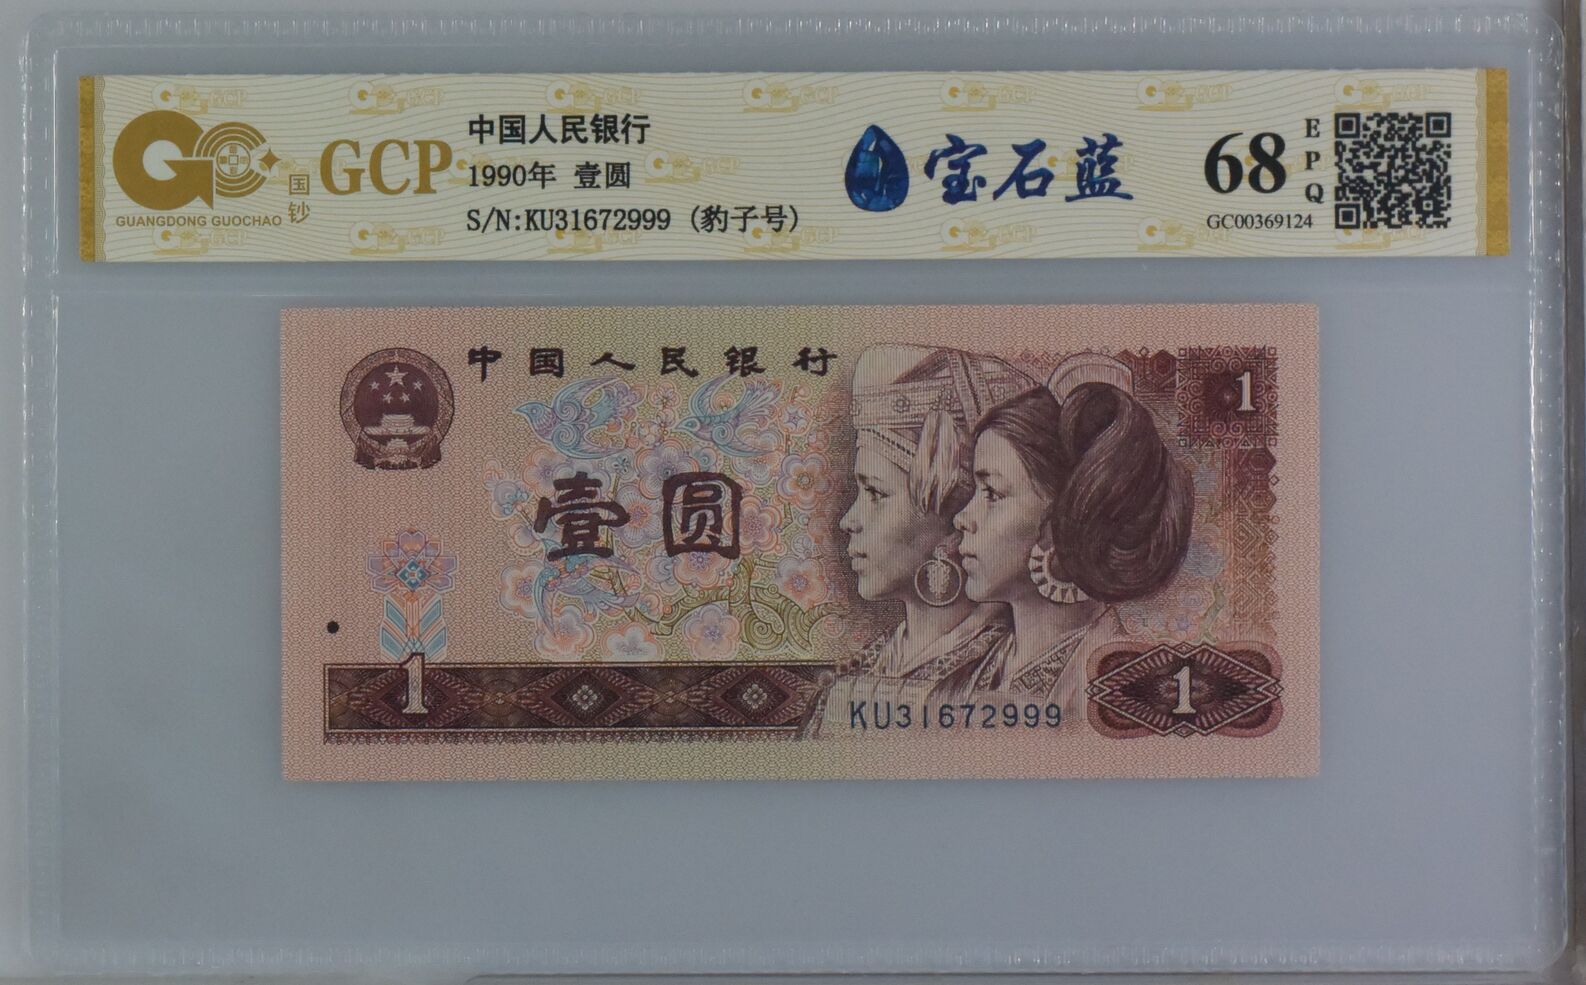 GCP
国钞
GUANGDONG GUOCHAO
中国人民银行
1990年 壹圆
S/N:KU31672999 (豹子号)
宝石蓝
68
EPQ
GC00369124
中国人民银行
1
壹圆
1
KU31672999
1